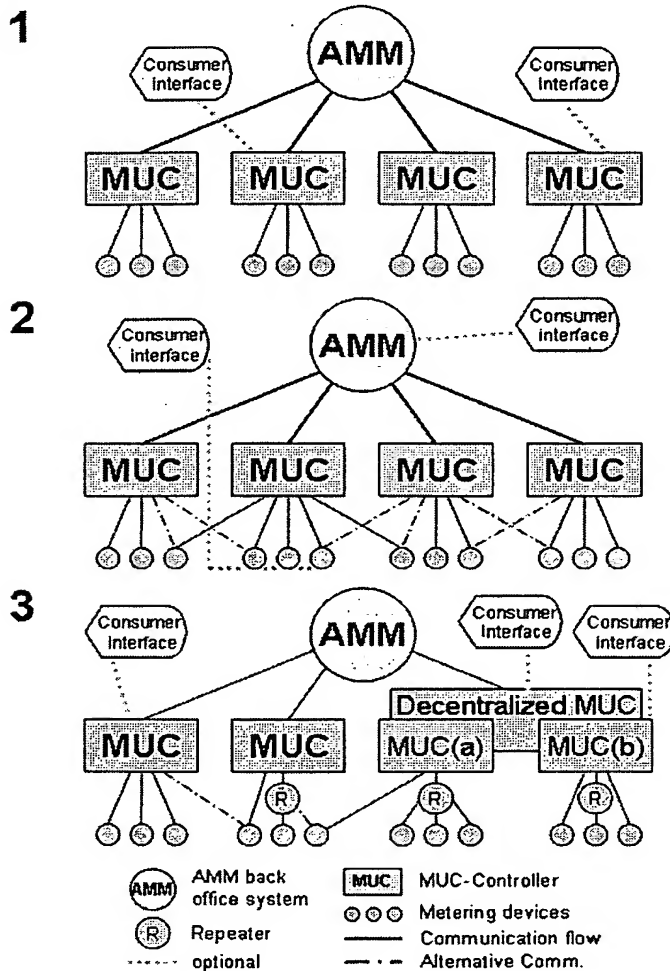 1
AMM
Consumer
interface
Consumer
interface
MUC MUC MUC MUC
2
Consumer
interface
AMM
Consumer
interface
MUC MUC MUC MUC
3
Consumer
interface
AMM
Consumer
Interface
Consumer
interface
Decentralized MUC
MUC MUC MUC(a) MUC(b)
R R R
AMM AMM back
office system
MUC MUC-Controller
Metering devices
R Repeater
Communication flow
optional
Alternative Comm.